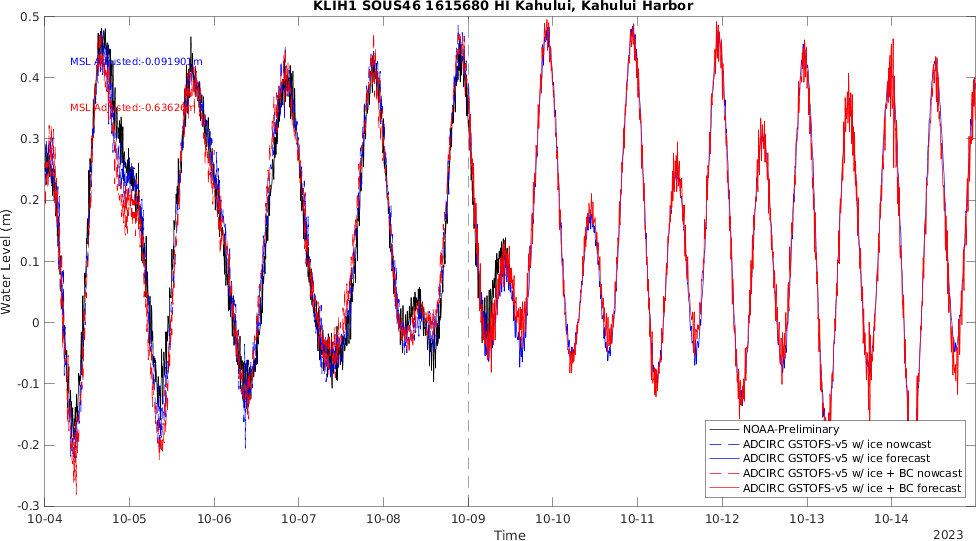 KLIH1 SOUS46 1615680 HI Kahului, Kahului Harbor
0.5
0.4
0.3
0.2
0.1
0
-0.1
-0.2
-0.3
Water Level (m)
MSL Adjusted:-0.091901m
MSL Adjusted:-0.63626m
NOAA-Preliminary
ADCIRC GSTOFS-v5 w/ ice nowcast
ADCIRC GSTOFS-v5 w/ ice forecast
ADCIRC GSTOFS-v5 w/ice + BC nowcast
ADCIRC GSTOFS-v5 w/ice + BC forecast
10-04 10-05 10-06 10-07 10-08 10-09 10-10 10-11 10-12 10-13 10-14
Time
2023